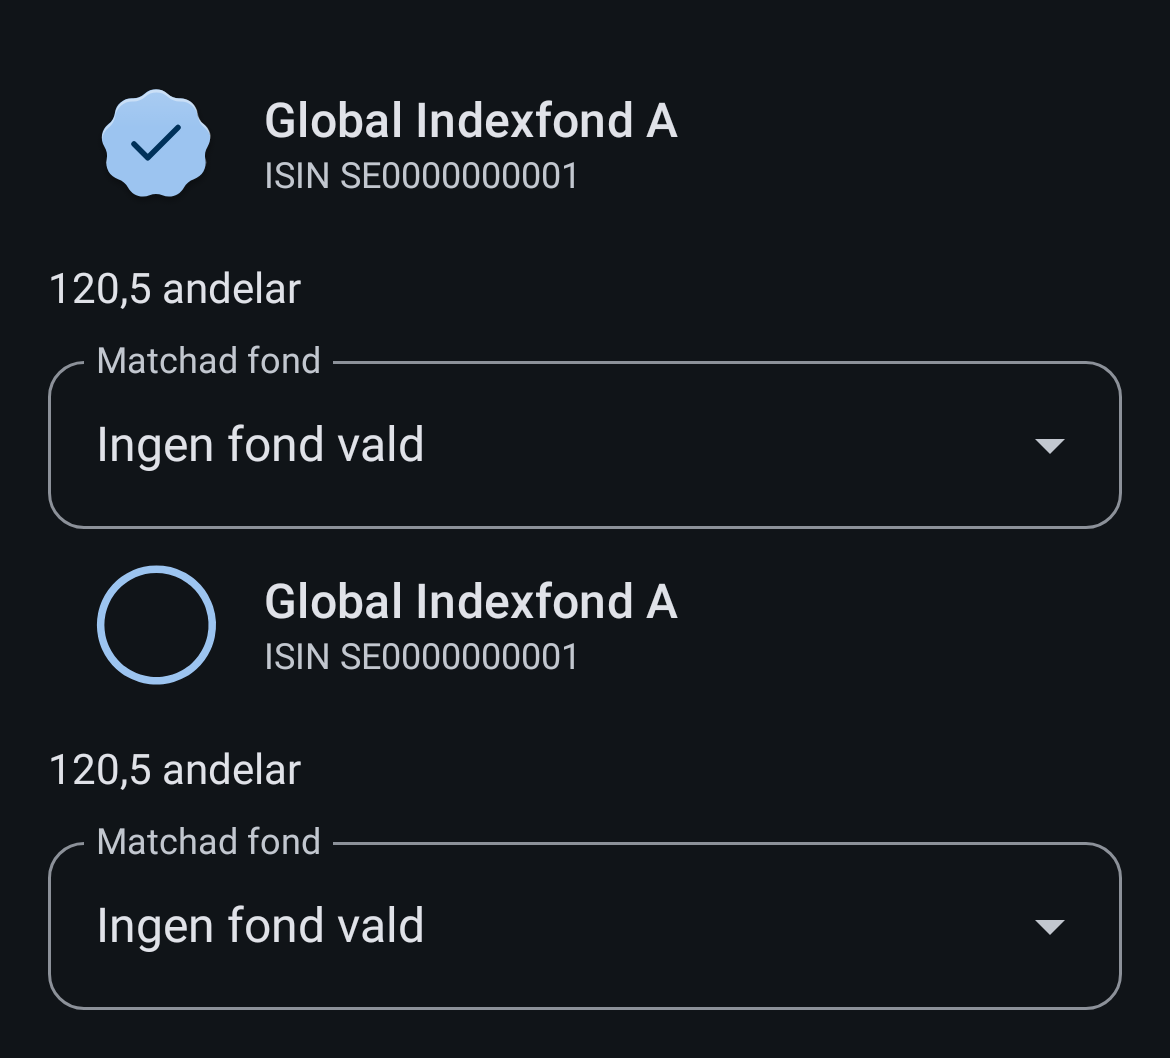 Global Indexfond A
ISIN SE0000000001
120,5 andelar
Matchad fond
Ingen fond vald
Global Indexfond A
ISIN SE0000000001
120,5 andelar
Matchad fond
Ingen fond vald